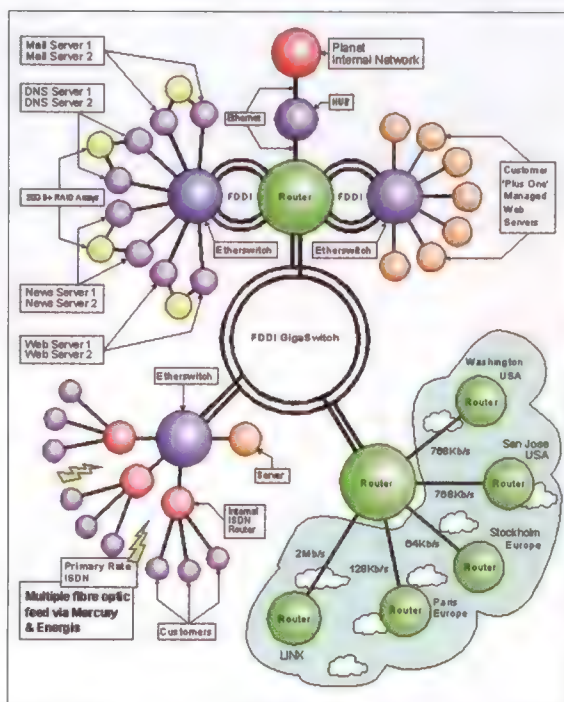 Mail Server 1
Mail Server 2
Planet
Internal Network
DNS Server 1
DNS Server 2
HUB
Ethernet
RAID Arrays
FDDI
Router
FDDI
Customer
'Plus One'
Managed
Web
Servers
Etherswitch
Etherswitch
News Server 1
News Server 2
Web Server 1
Web Server 2
FDDI GigaSwitch
Etherswitch
Washington
USA
Router
San Jose
USA
Router
768Kb/s
768Kb/s
Server
Router
Internal
ISDN
Router
Stockholm
Europe
Router
64Kb/s
2Mb/s
128Kb/s
Primary Rate
ISDN
Multiple fibre optic
feed via Mercury
& Energis
Customers
Router
Paris
Europe
Router
LINX